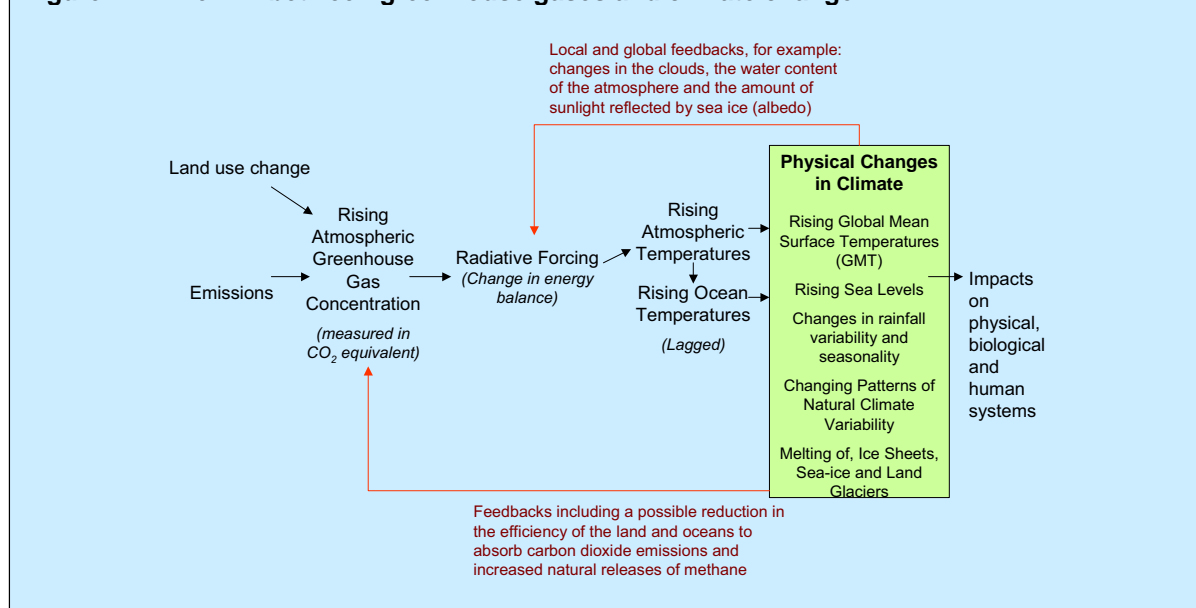 Local and global feedbacks, for example:
changes in the clouds, the water content
of the atmosphere and the amount of
sunlight reflected by sea ice (albedo)
Land use change
Emissions
Rising
Atmospheric
Greenhouse
Gas
Concentration
(measured in
CO2 equivalent)
Radiative Forcing
(Change in energy
balance)
Rising
Atmospheric
Temperatures
Rising Ocean
Temperatures
(Lagged)
Physical Changes
in Climate
Rising Global Mean
Surface Temperatures
(GMT)
Rising Sea Levels
Changes in rainfall
variability and
seasonality
Changing Patterns of
Natural Climate
Variability
Melting of, Ice Sheets,
Sea-ice and Land
Glaciers
Impacts
on
physical,
biological
and
human
systems
Feedbacks including a possible reduction in
the efficiency of the land and oceans to
absorb carbon dioxide emissions and
increased natural releases of methane